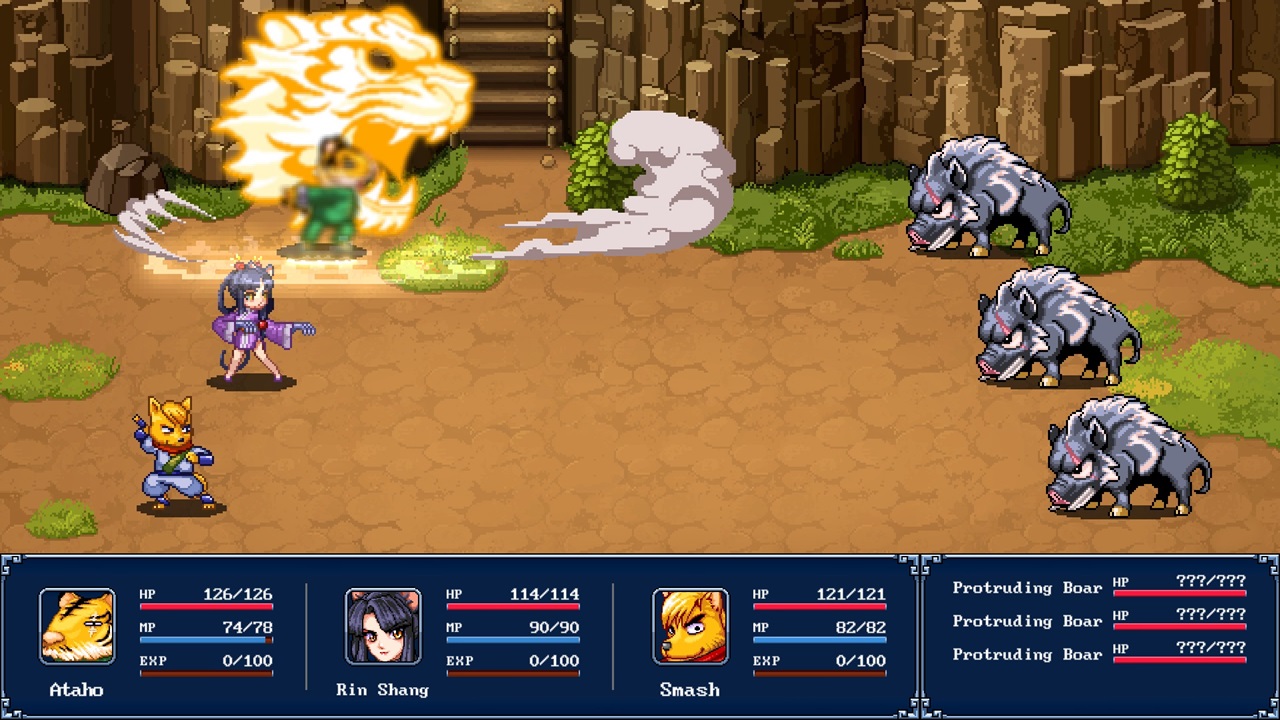 HP 126/126
MP 74/78
EXP 0/100
Ataho
HP 114/114
MP 90/90
EXP 0/100
Rin Shang
HP 121/121
MP 82/82
EXP 0/100
Smash
Protruding Boar HP ???/???
Protruding Boar HP ???/???
Protruding Boar HP ???/???